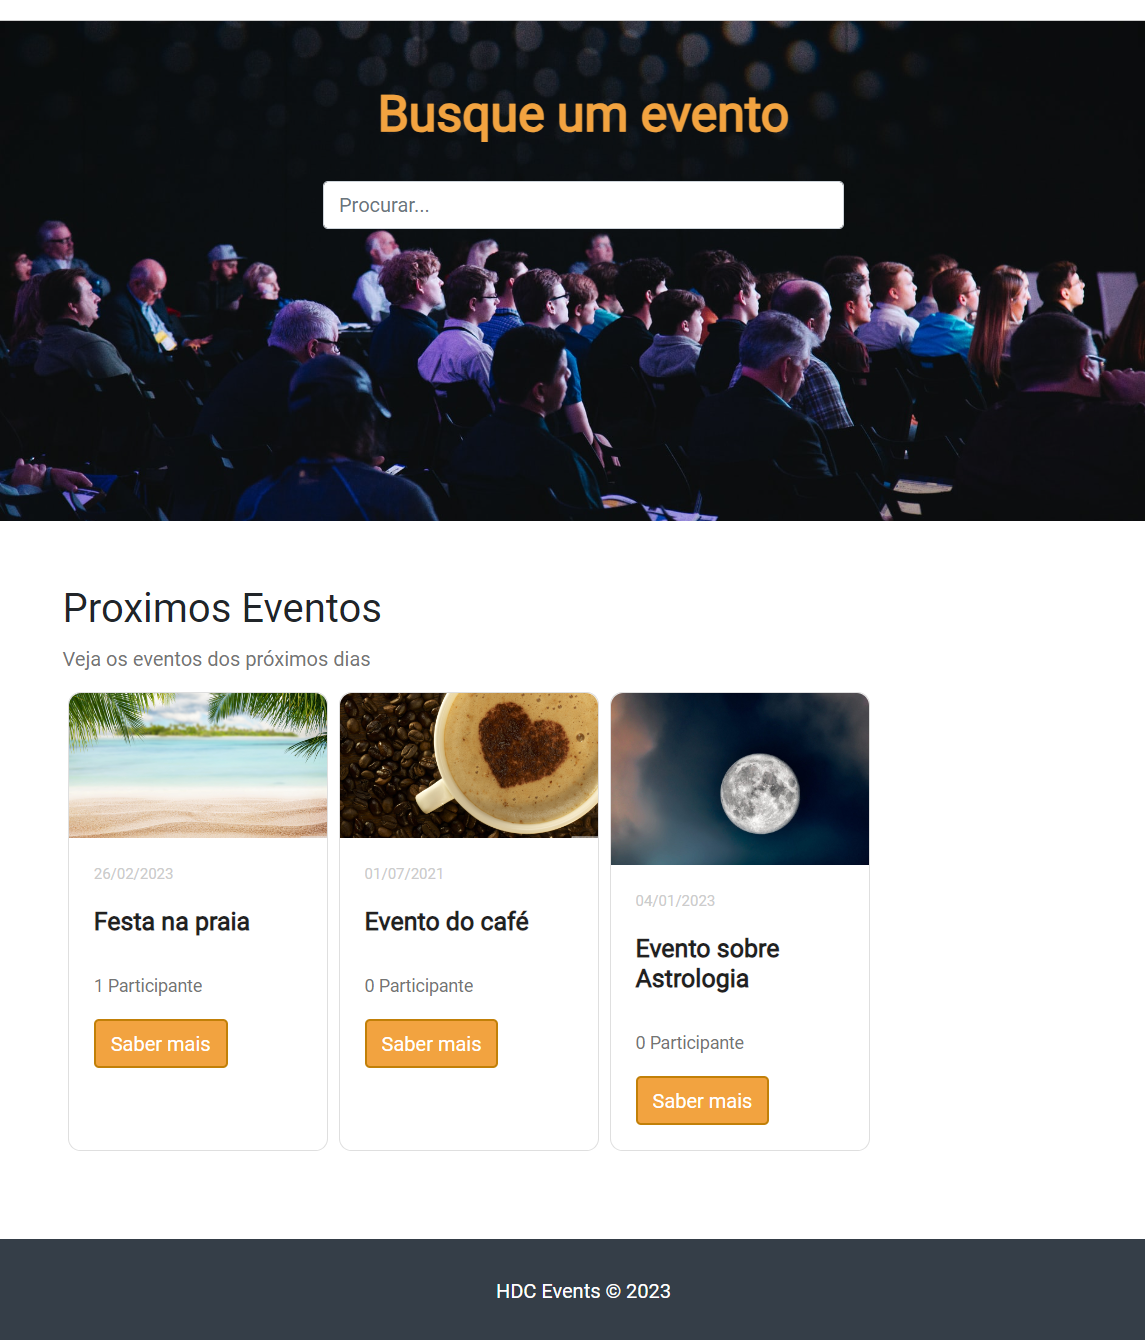 Busque um evento
Procurar...
Proximos Eventos
Veja os eventos dos próximos dias
26/02/2023
Festa na praia
1 Participante
Saber mais
01/07/2021
Evento do café
0 Participante
Saber mais
04/01/2023
Evento sobre
Astrologia
0 Participante
Saber mais
HDC Events © 2023